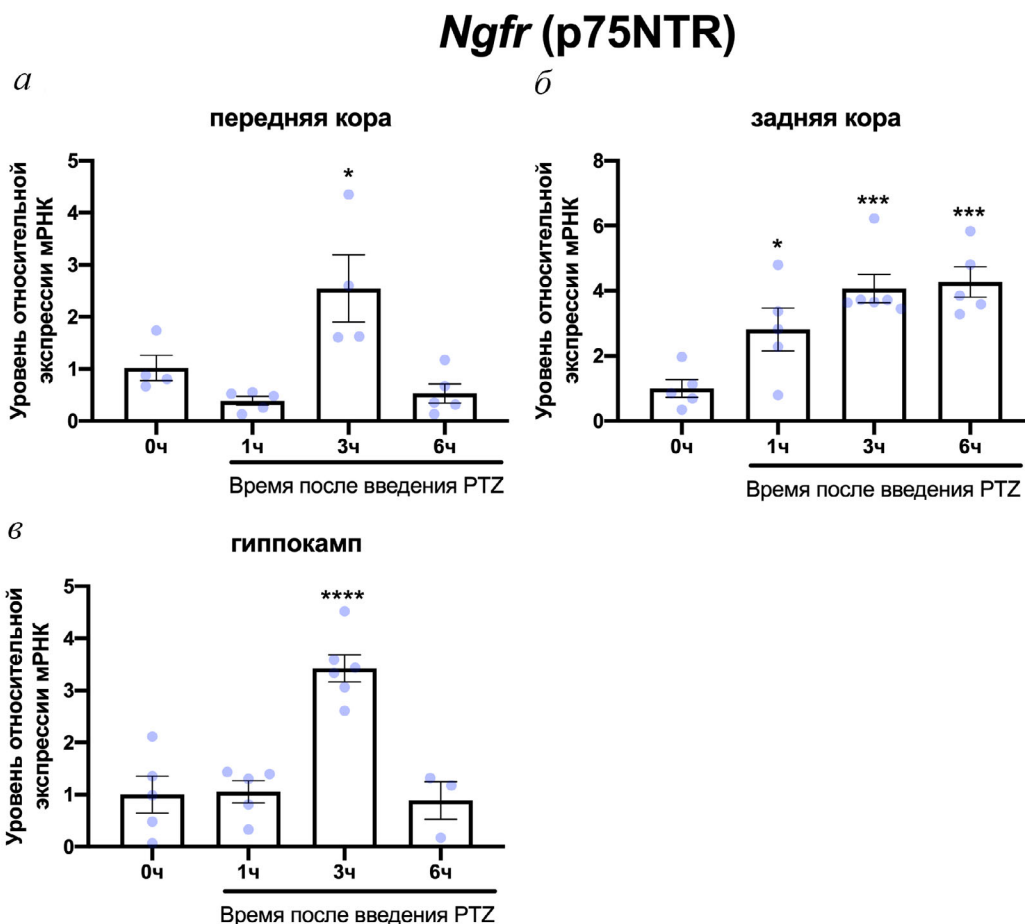 Ngfr (p75NTR)
а
передняя кора
Уровень относительной
экспрессии мРНК
5
4
3
2
1
0
*
0ч 1ч 3ч 6ч
Время после введения PTZ
б
задняя кора
Уровень относительной
экспрессии мРНК
8
6
4
2
0
* *** ***
0ч 1ч 3ч 6ч
Время после введения PTZ
в
гиппокамп
Уровень относительной
экспрессии мРНК
5
4
3
2
1
0
****
0ч 1ч 3ч 6ч
Время после введения PTZ